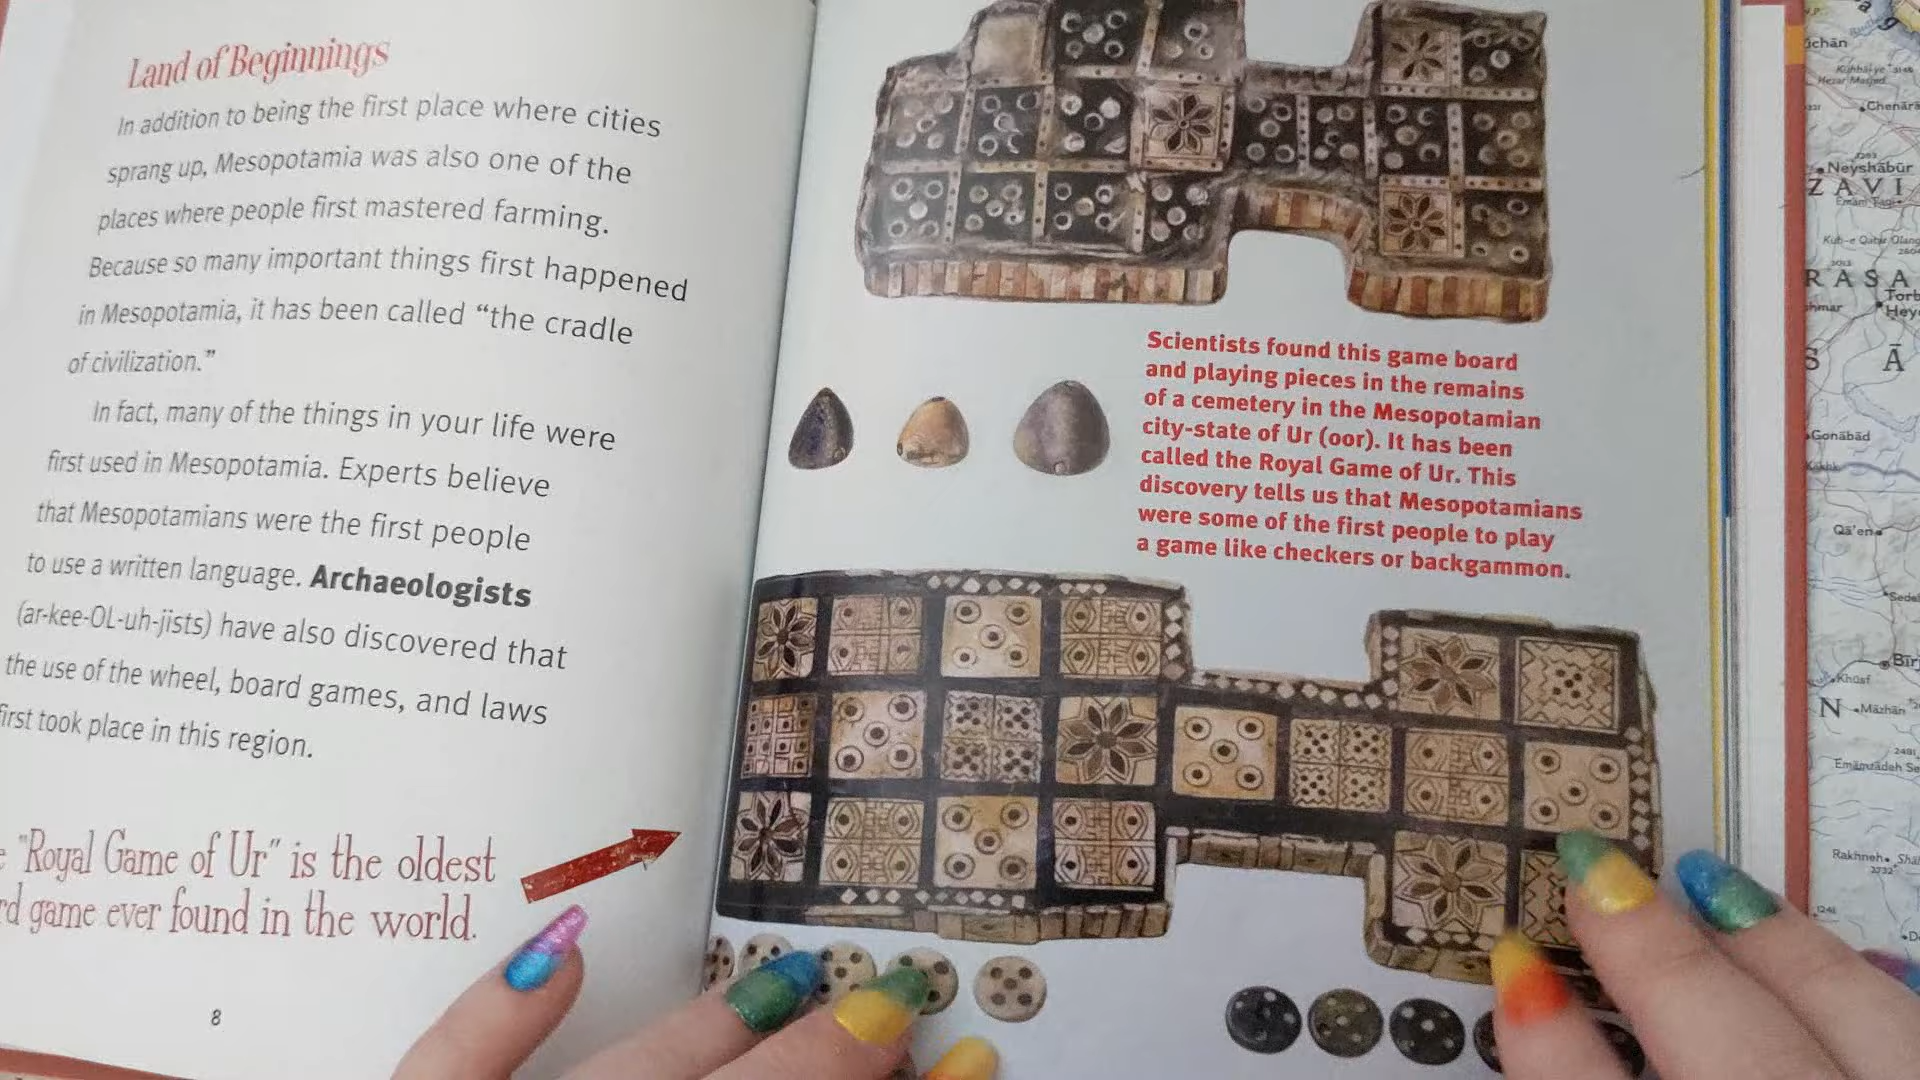 Land of Beginnings
In addition to being the first place where cities
sprang up, Mesopotamia was also one of the
places where people first mastered farming.
Because so many important things first happened
in Mesopotamia, it has been called “the cradle
of civilization.”
In fact, many of the things in your life were
first used in Mesopotamia. Experts believe
that Mesopotamians were the first people
to use a written language. Archaeologists
(ar-kee-OL-uh-jists) have also discovered that
the use of the wheel, board games, and laws
first took place in this region.
"Royal Game of Ur" is the oldest
game ever found in the world.
8
Scientists found this game board
and playing pieces in the remains
of a cemetery in the Mesopotamian
city-state of Ur (oor). It has been
called the Royal Game of Ur. This
discovery tells us that Mesopotamians
were some of the first people to play
a game like checkers or backgammon.
Neyshābūr
Z A V I
R A S A
S Ā
Gonābād
Qā'en
Khūsf
N
Māzhān